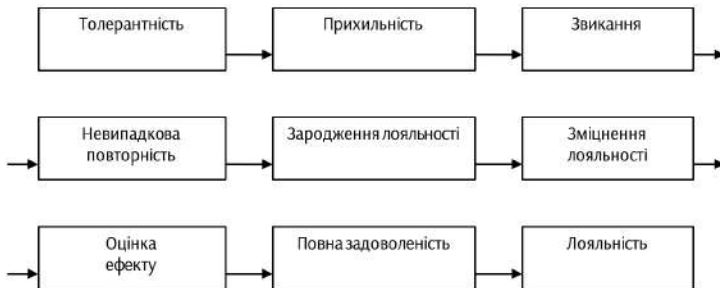 Толерантність
Прихильність
Звикання
Невипадкова
повторність
Зародження лояльності
Зміцнення
лояльності
Оцінка
ефекту
Повна задоволеність
Лояльність